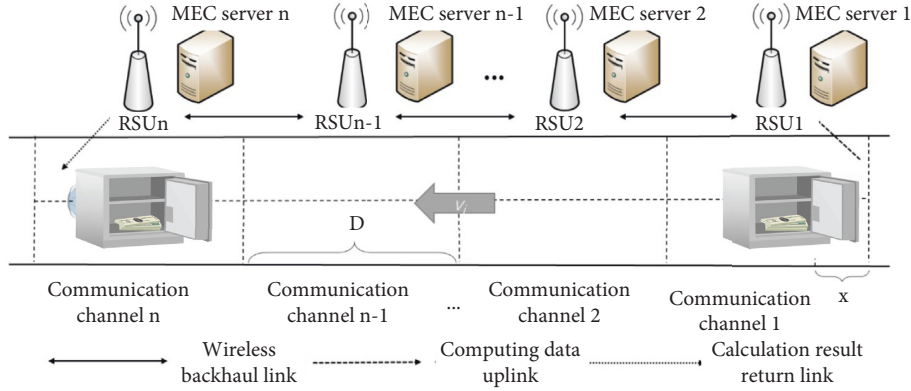 MEC server n
MEC server n-1
MEC server 2
MEC server 1
...
RSUn
RSUn-1
RSU2
RSU1
v_i
D
x
Communication
channel n
Communication
channel n-1
...
Communication
channel 2
Communication
channel 1
Wireless
backhaul link
Computing data
uplink
Calculation result
return link